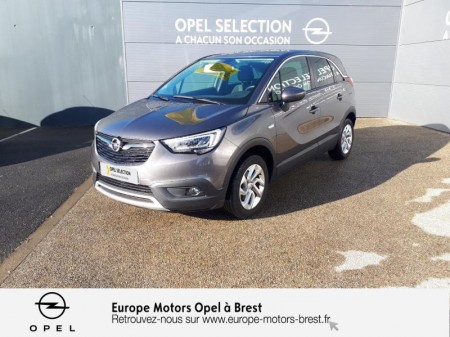 OPEL SELECTION
A CHACUN SON OCCASION
OPEL SELECTION
OPEL
Europe Motors Opel à Brest
Retrouvez-nous sur www.europe-motors-brest.fr